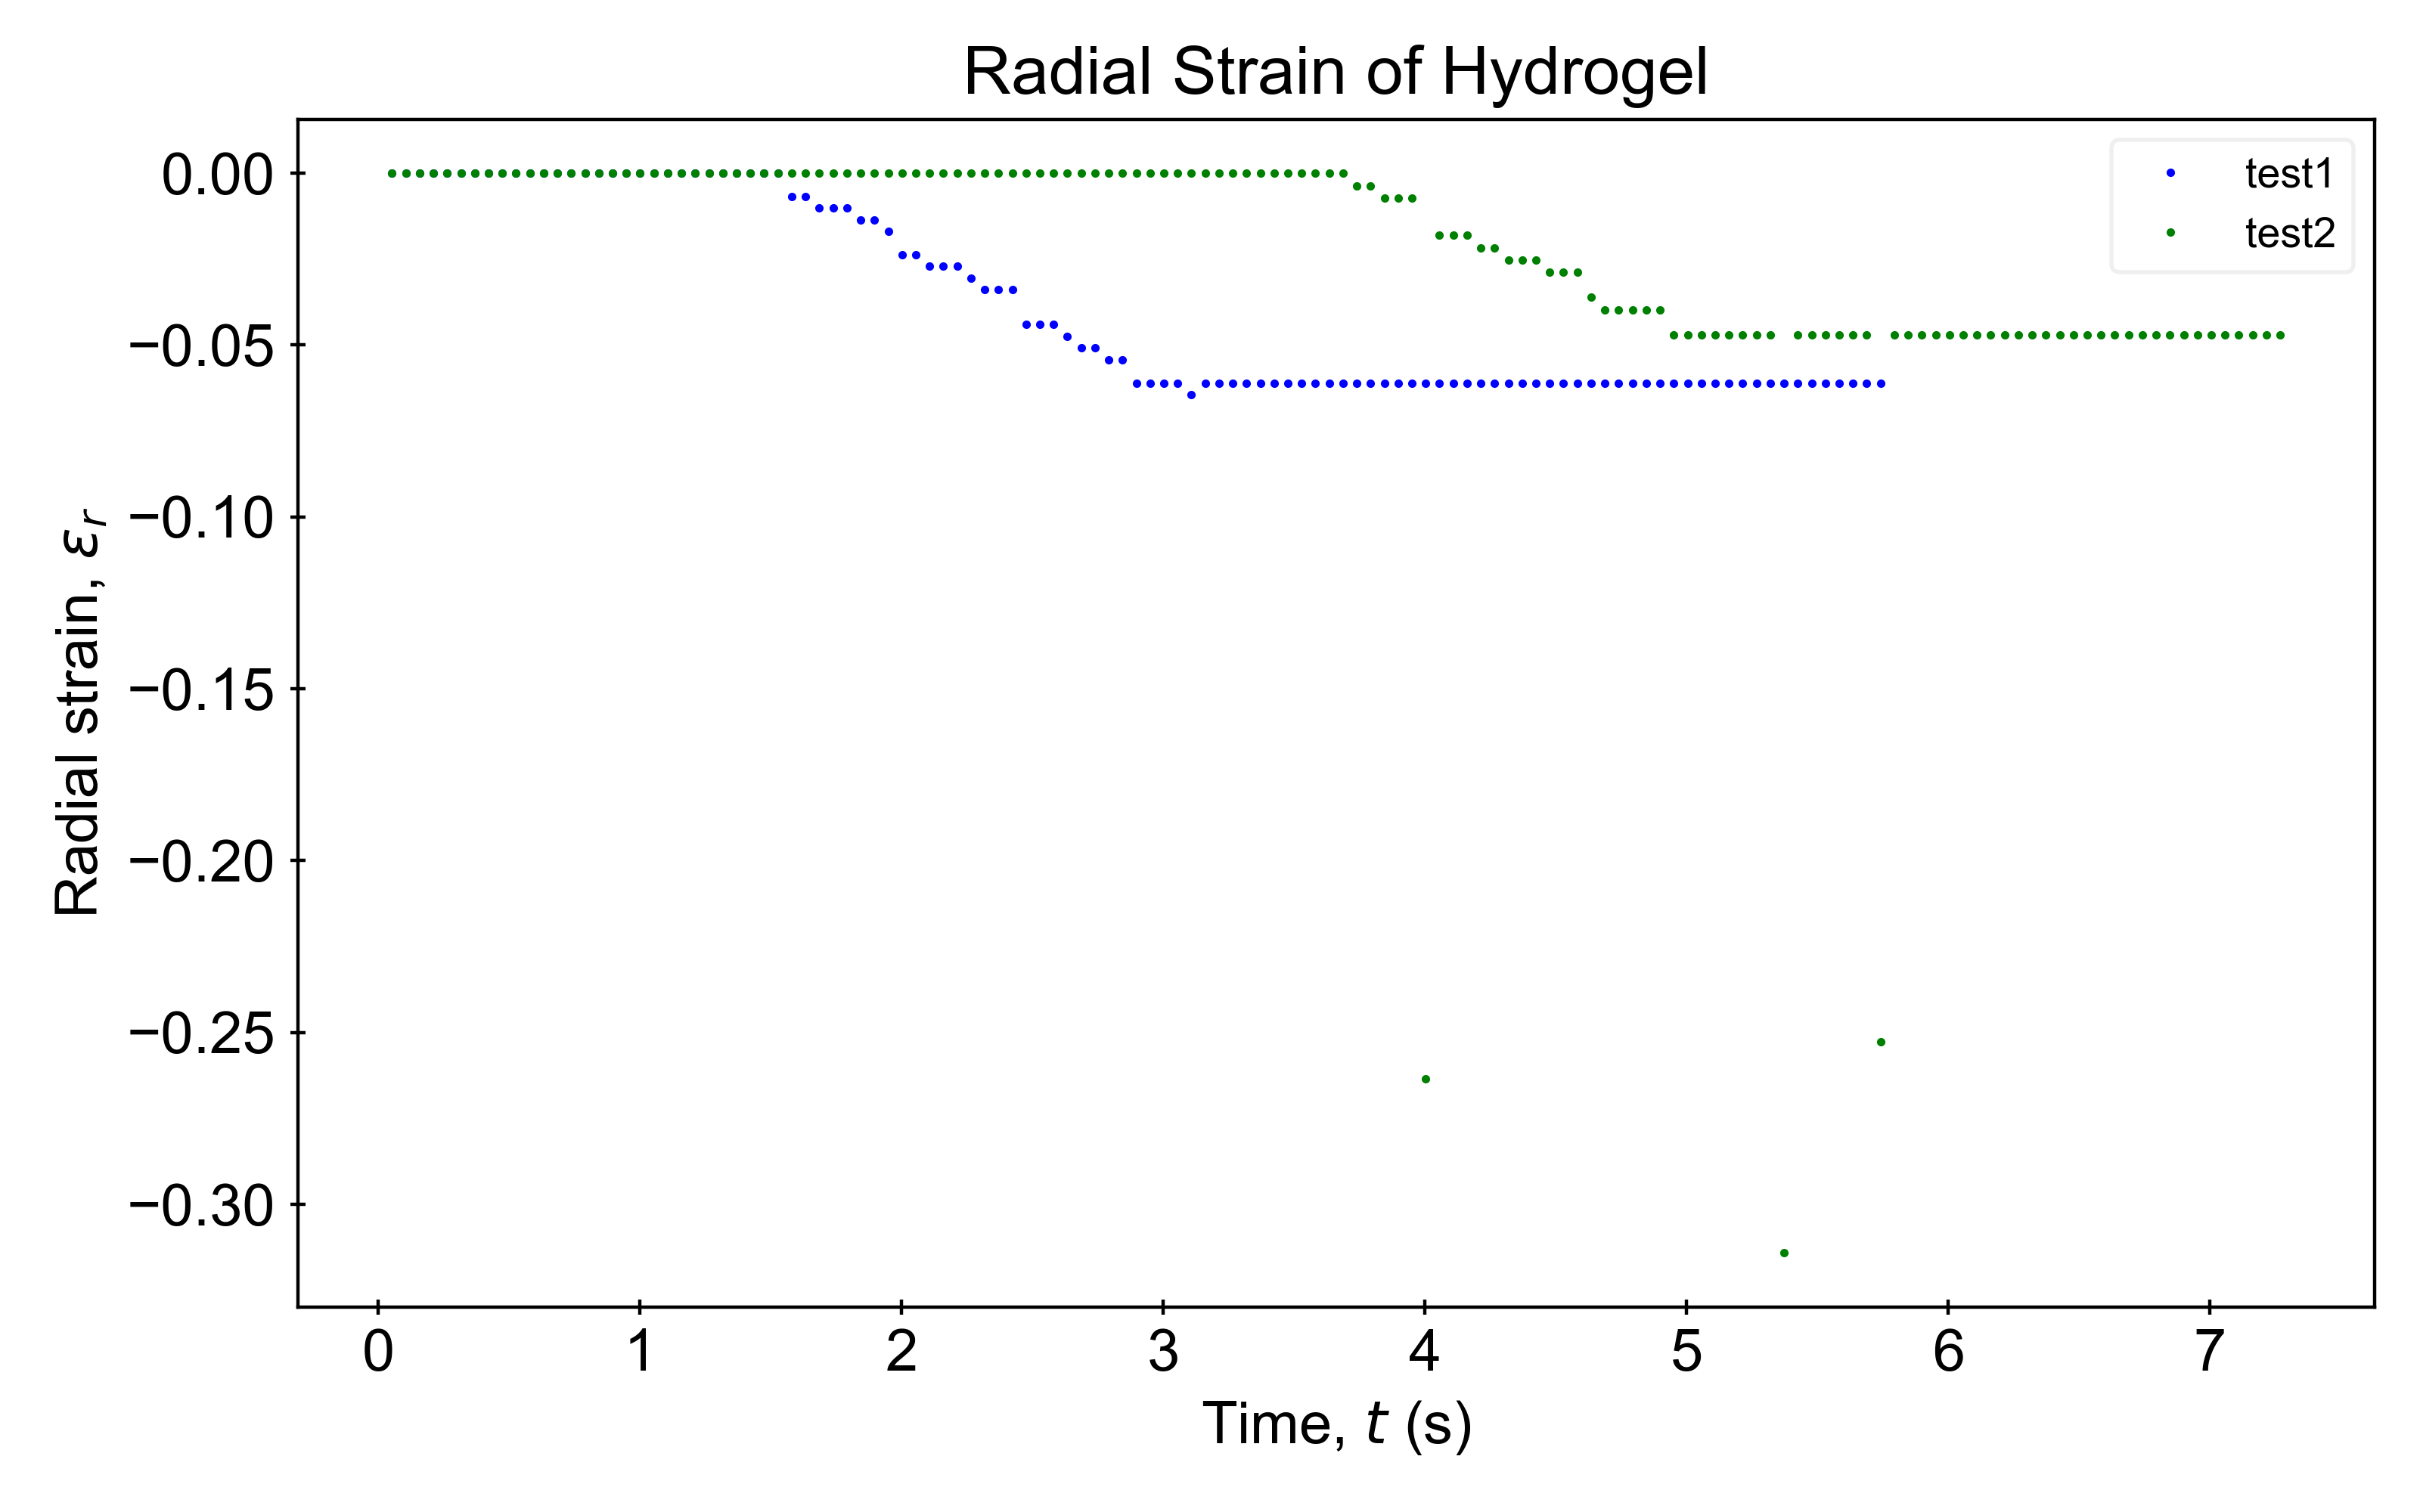 Radial Strain of Hydrogel
test1
test2
0.00
−0.05
−0.10
−0.15
−0.20
−0.25
−0.30
Radial strain, εr
0 1 2 3 4 5 6 7
Time, t (s)